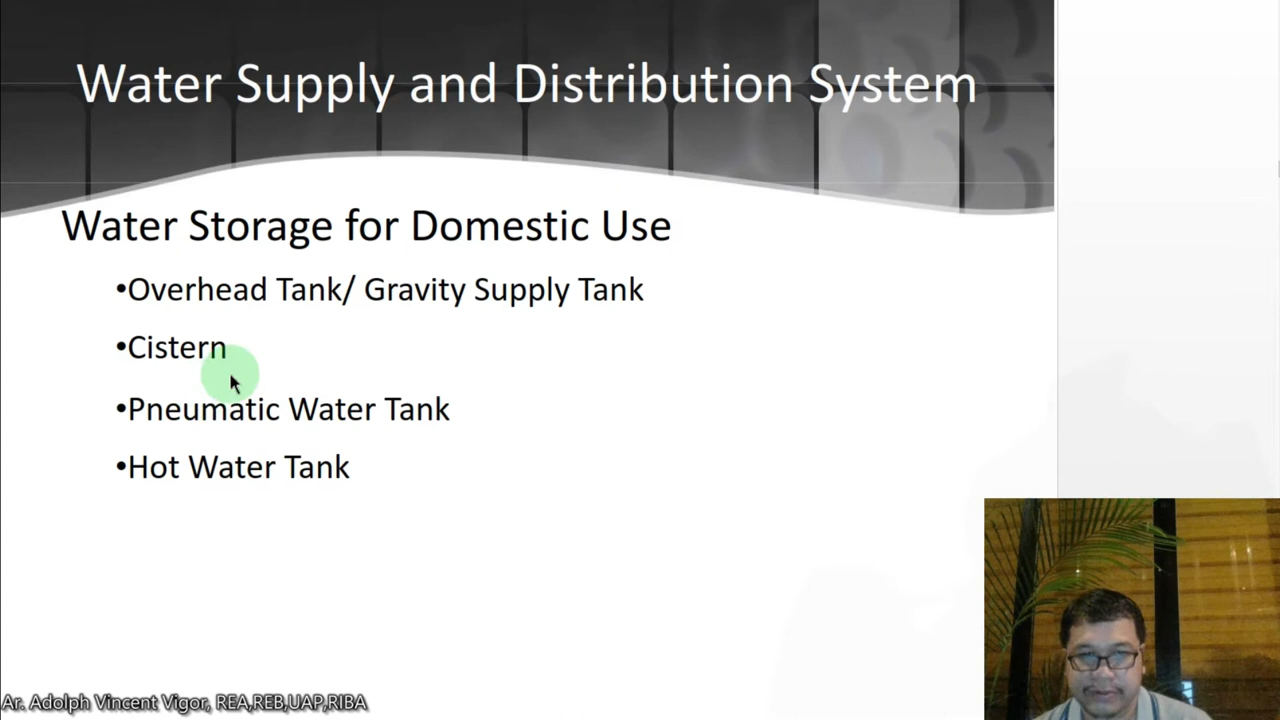 Water Supply and Distribution System
Water Storage for Domestic Use
•Overhead Tank/ Gravity Supply Tank
•Cistern
•Pneumatic Water Tank
•Hot Water Tank
Ar. Adolph Vincent Vigor, REA,REB,UAP,RIBA